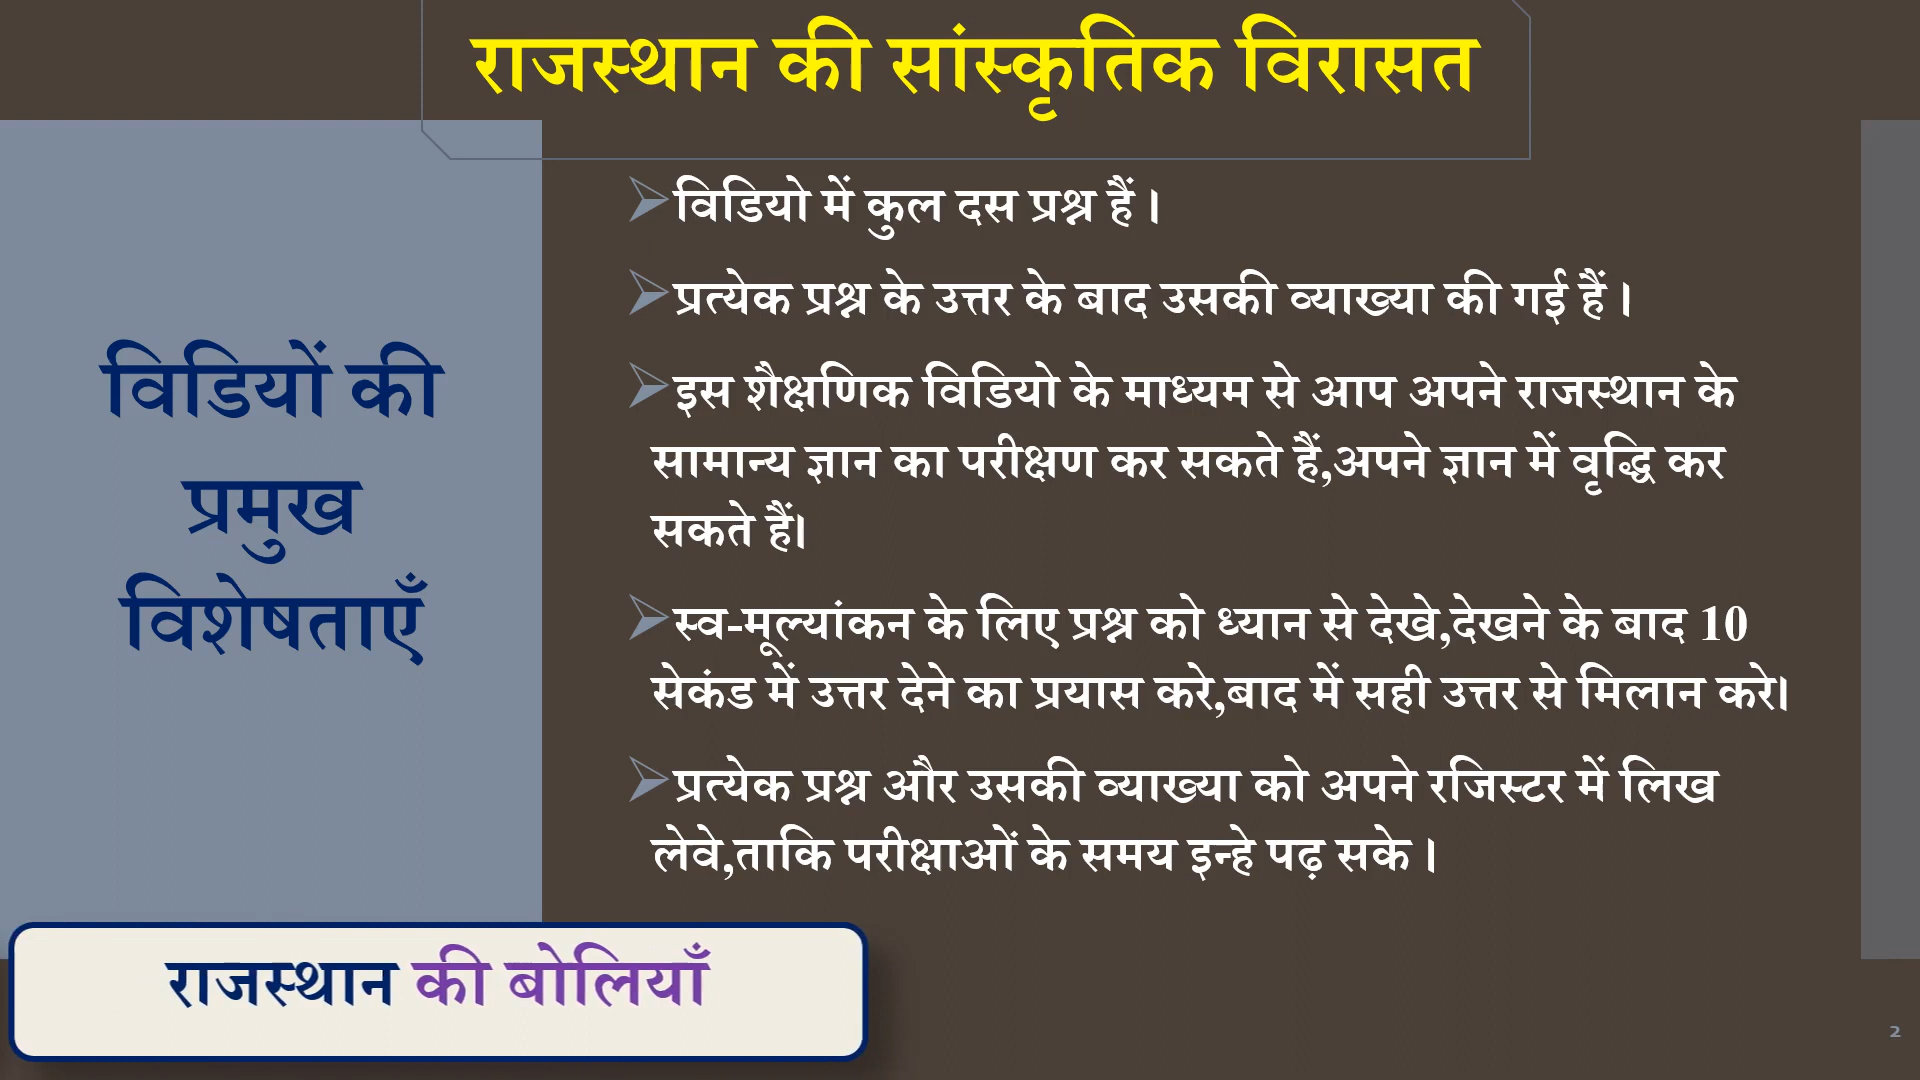 राजस्थान की सांस्कृतिक विरासत
विडियों की
प्रमुख
विशेषताएँ
विडियो में कुल दस प्रश्न हैं ।
प्रत्येक प्रश्न के उत्तर के बाद उसकी व्याख्या की गई हैं ।
इस शैक्षणिक विडियो के माध्यम से आप अपने राजस्थान के
सामान्य ज्ञान का परीक्षण कर सकते हैं,अपने ज्ञान में वृद्धि कर
सकते हैं।
स्व-मूल्यांकन के लिए प्रश्न को ध्यान से देखे,देखने के बाद 10
सेकंड में उत्तर देने का प्रयास करे,बाद में सही उत्तर से मिलान करे।
प्रत्येक प्रश्न और उसकी व्याख्या को अपने रजिस्टर में लिख
लेवे,ताकि परीक्षाओं के समय इन्हे पढ़ सके ।
राजस्थान की बोलियाँ
2